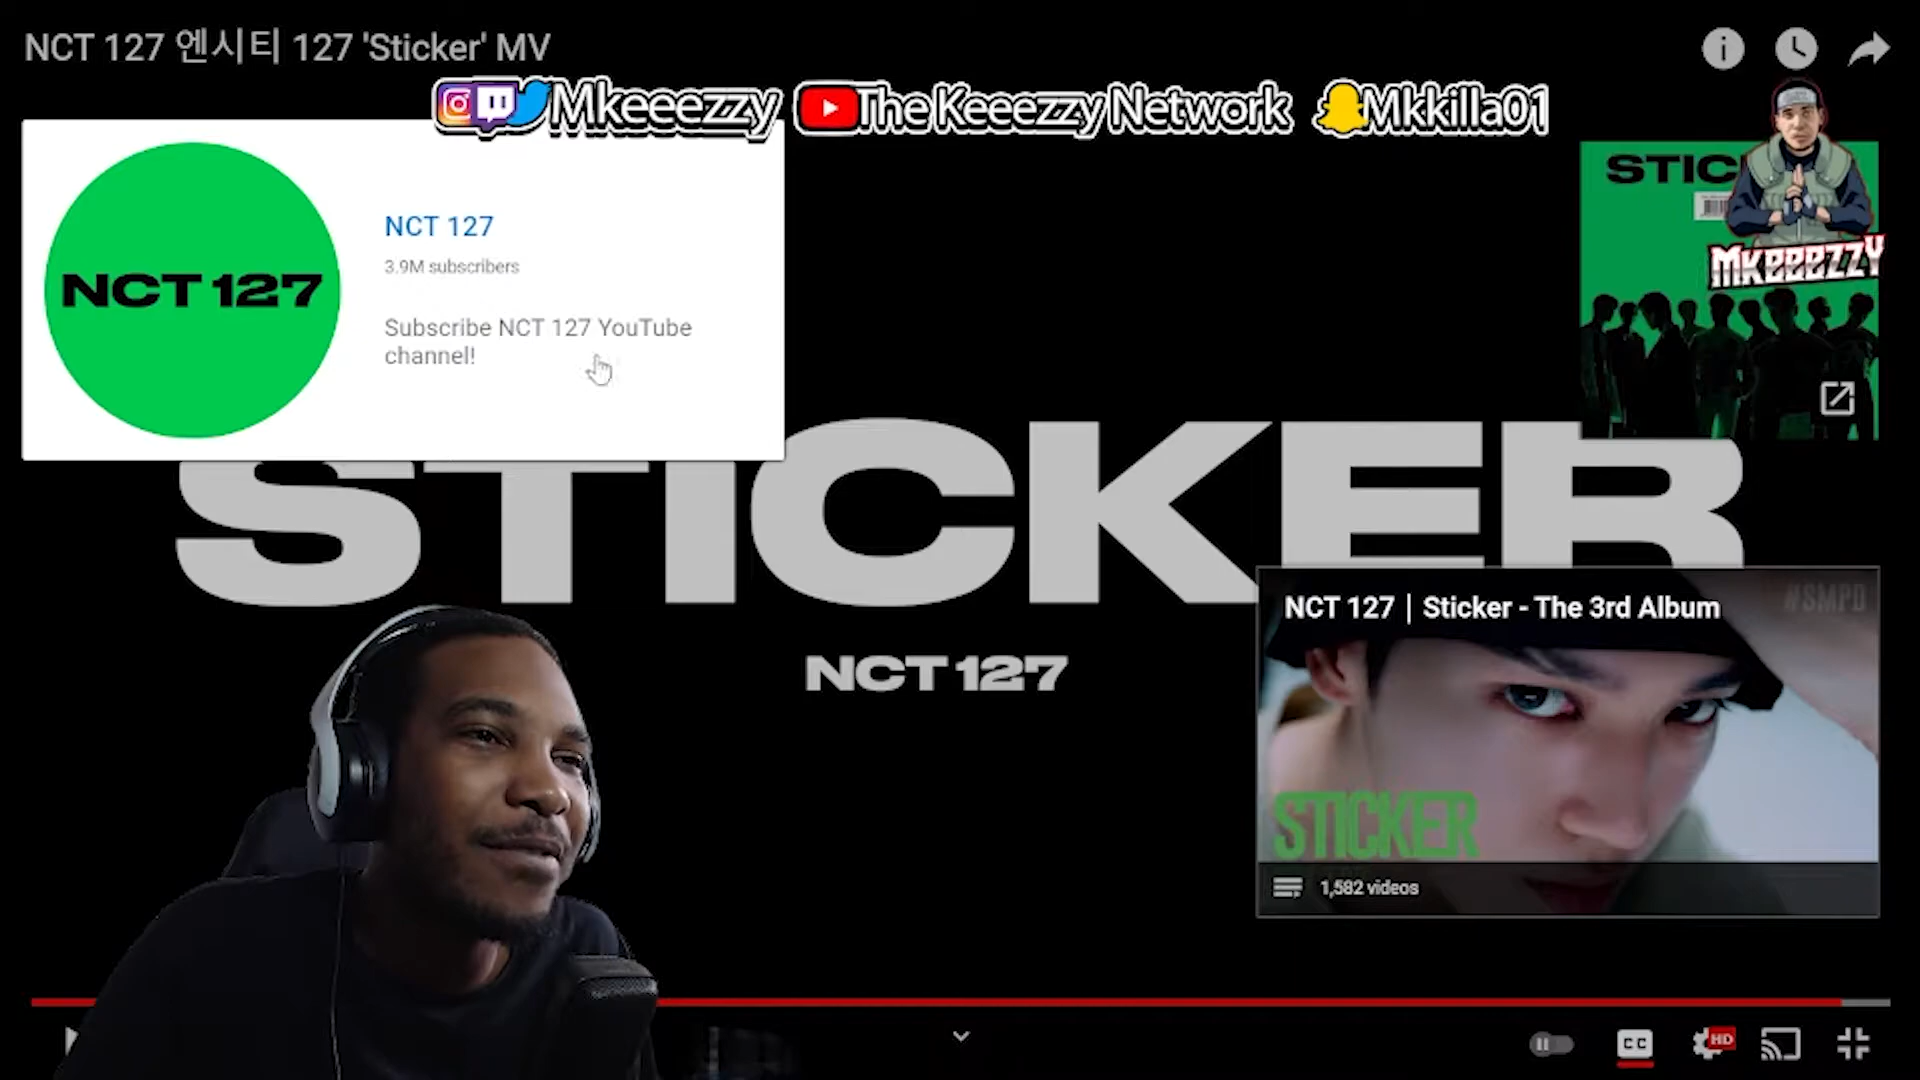 NCT 127 엔시티 127 'Sticker' MV
Mkeeezzy The Keeezzy Network Mkkilla01
NCT 127
NCT 127
3.9M subscribers
Subscribe NCT 127 YouTube
channel!
STIC
Mkeeezzy
STICKER
NCT 127
NCT 127 | Sticker - The 3rd Album
#SMPD
STICKER
1,582 videos
CC
HD